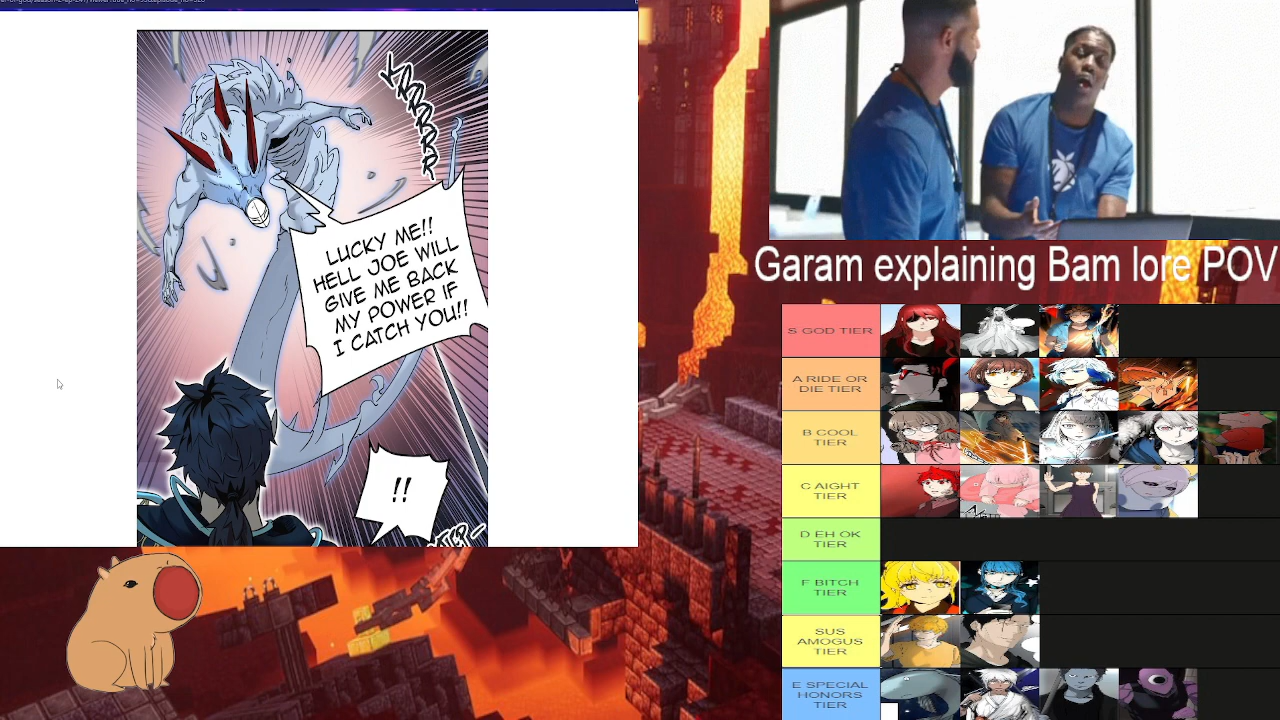 KRRRRRR
LUCKY ME!!
HELL JOE WILL
GIVE ME BACK
MY POWER IF
I CATCH YOU!!
!!
Garam explaining Bam lore POV
S GOD TIER
A RIDE OR
DIE TIER
B COOL
TIER
C AIGHT
TIER
D EH OK
TIER
F BITCH
TIER
SUS
AMOGUS
TIER
E SPECIAL
HONORS
TIER